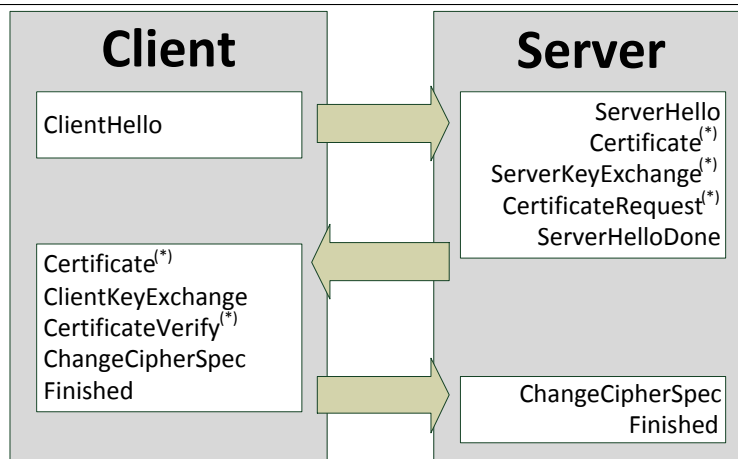 Client
Server
ClientHello
ServerHello
Certificate(*)
ServerKeyExchange(*)
CertificateRequest(*)
ServerHelloDone
Certificate(*)
ClientKeyExchange
CertificateVerify(*)
ChangeCipherSpec
Finished
ChangeCipherSpec
Finished